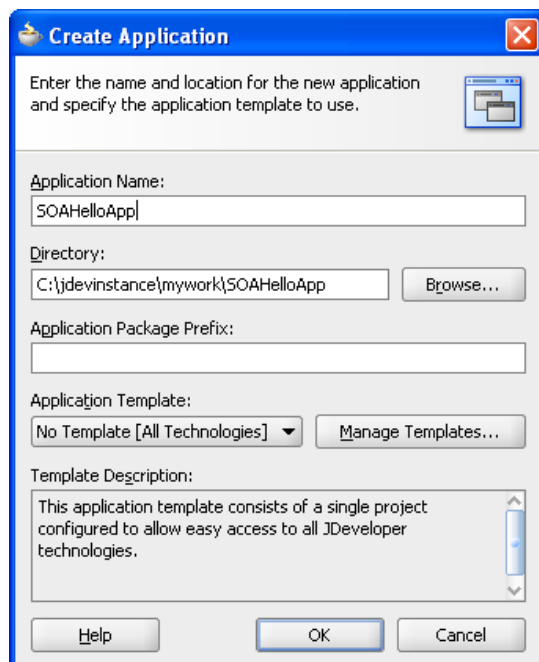 Create Application
Enter the name and location for the new application
and specify the application template to use.
Application Name:
SOAHelloApp
Directory:
C:\jdevinstance\mywork\SOAHelloApp
Browse...
Application Package Prefix:
Application Template:
No Template [All Technologies]
Manage Templates...
Template Description:
This application template consists of a single project
configured to allow easy access to all JDeveloper
technologies.
Help
OK
Cancel